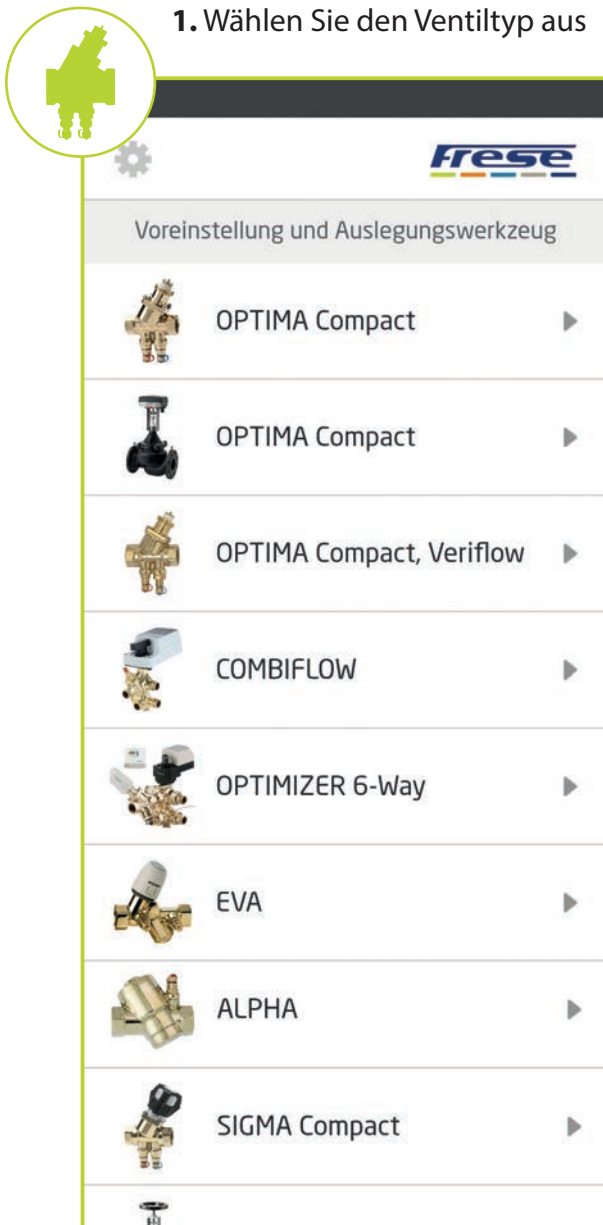 1. Wählen Sie den Ventiltyp aus
Frese
Voreinstellung und Auslegungswerkzeug
OPTIMA Compact
OPTIMA Compact
OPTIMA Compact, Veriflow
COMBIFLOW
OPTIMIZER 6-Way
EVA
ALPHA
SIGMA Compact